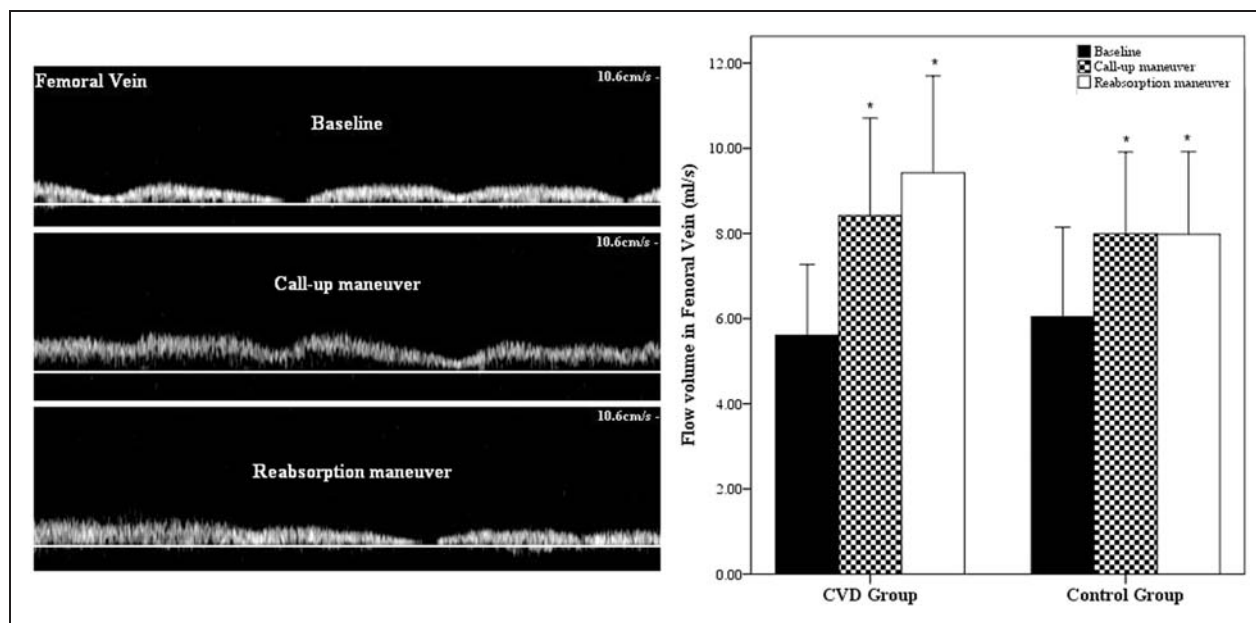 Femoral Vein
10.6cm/s -
Baseline
10.6cm/s -
Call-up maneuver
10.6cm/s -
Reabsorption maneuver
Flow volume in Fenoral Vein (ml/s)
12.00
10.00
8.00
6.00
4.00
2.00
0.00
Baseline
Call-up maneuver
Reabsorption maneuver
* * * *
CVD Group
Control Group